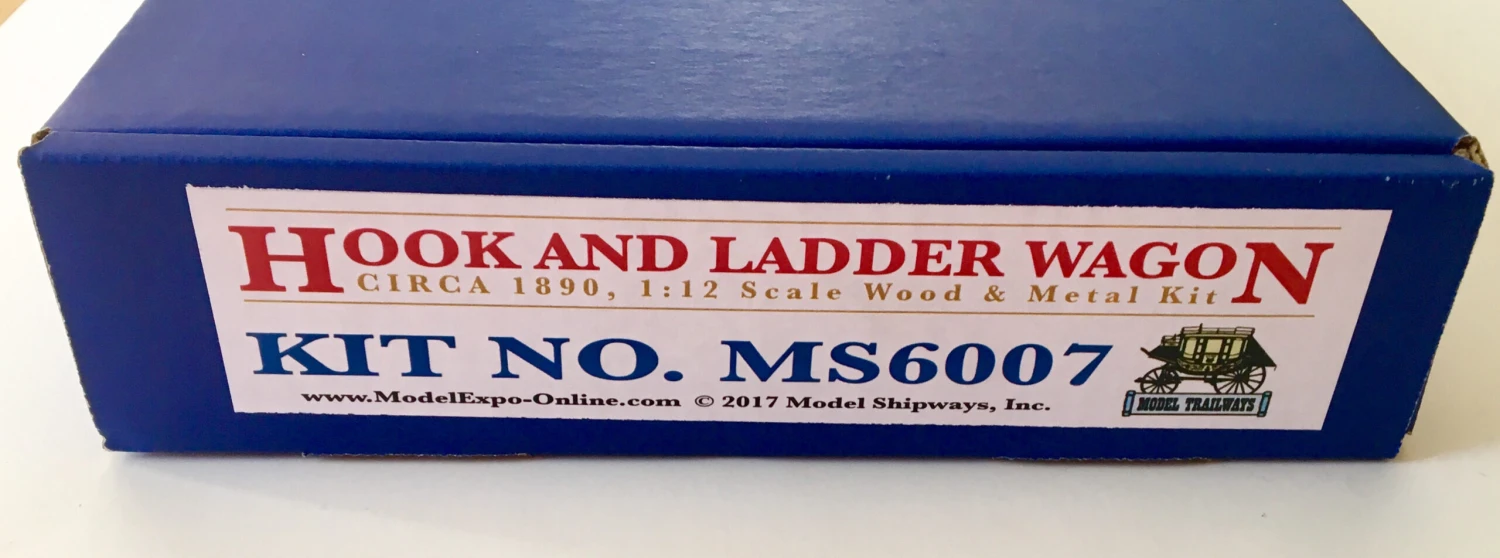 HOOK AND LADDER WAGON
CIRCA 1890, 1:12 Scale Wood & Metal Kit
KIT NO. MS6007
www.ModelExpo-Online.com © 2017 Model Shipways, Inc.
MODEL TRAILWAYS